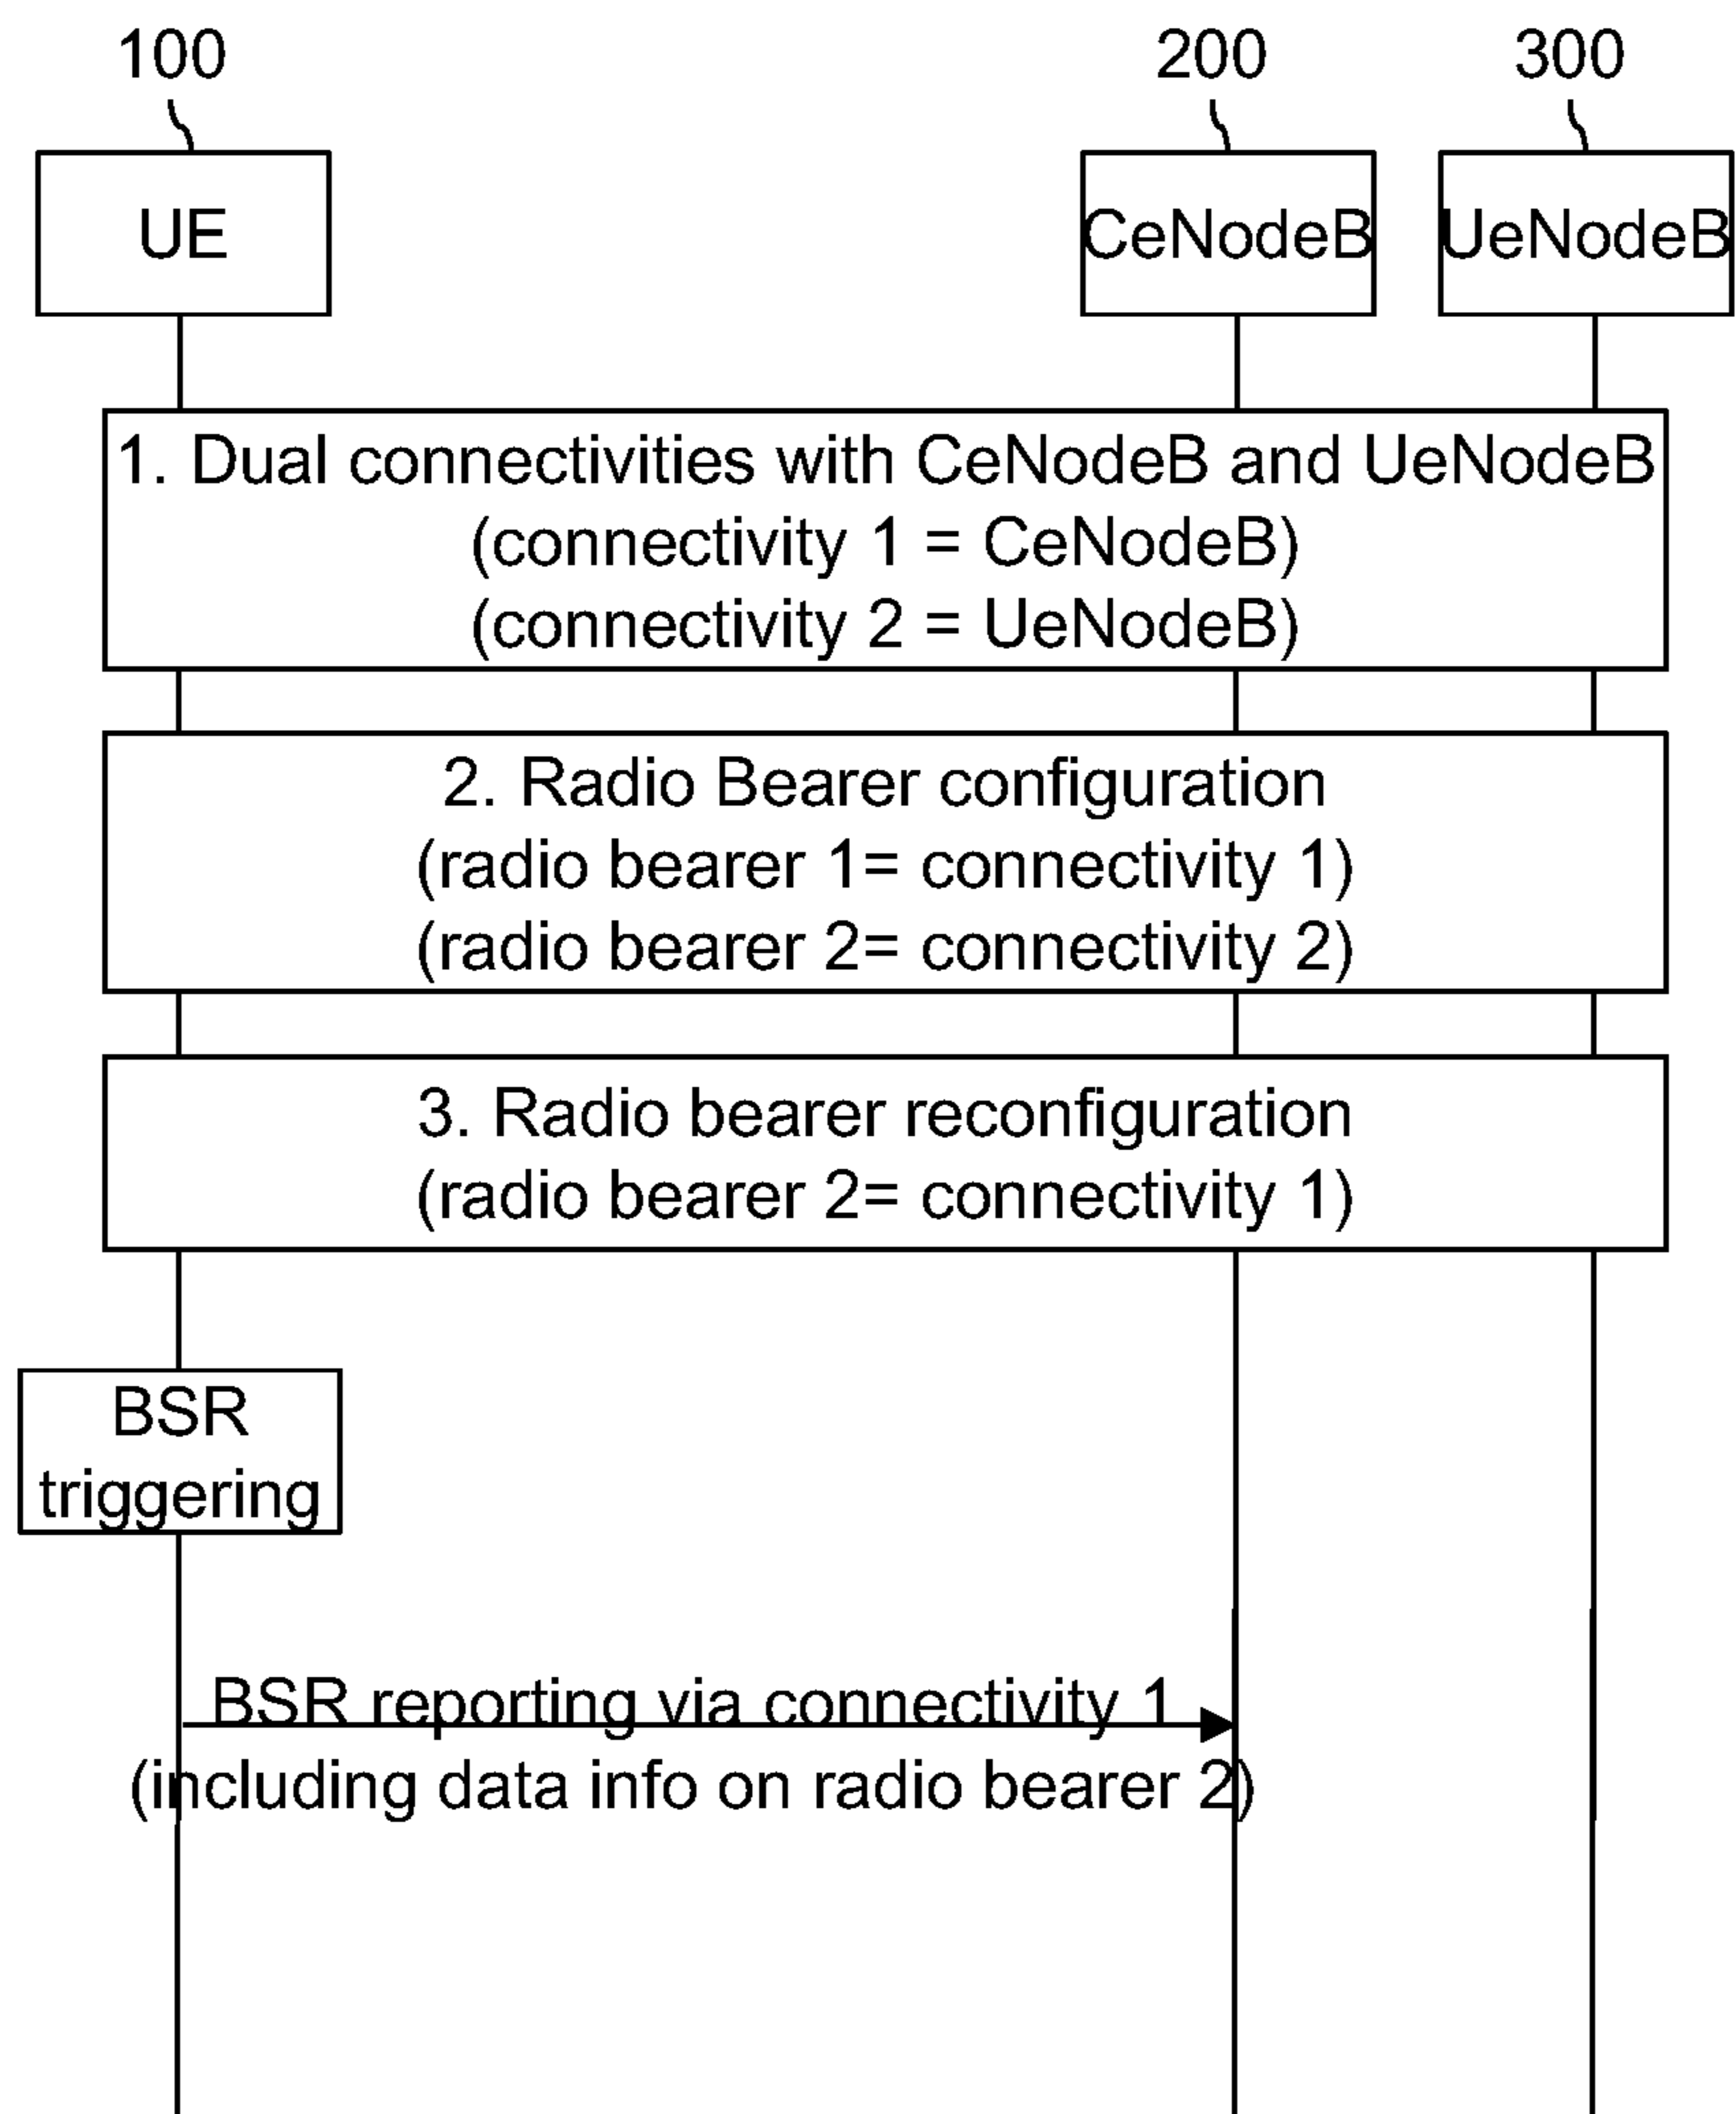 100
200
300
UE
CeNodeB
UeNodeB
1. Dual connectivities with CeNodeB and UeNodeB
(connectivity 1 = CeNodeB)
(connectivity 2 = UeNodeB)
2. Radio Bearer configuration
(radio bearer 1= connectivity 1)
(radio bearer 2= connectivity 2)
3. Radio bearer reconfiguration
(radio bearer 2= connectivity 1)
BSR
triggering
BSR reporting via connectivity 1
(including data info on radio bearer 2)